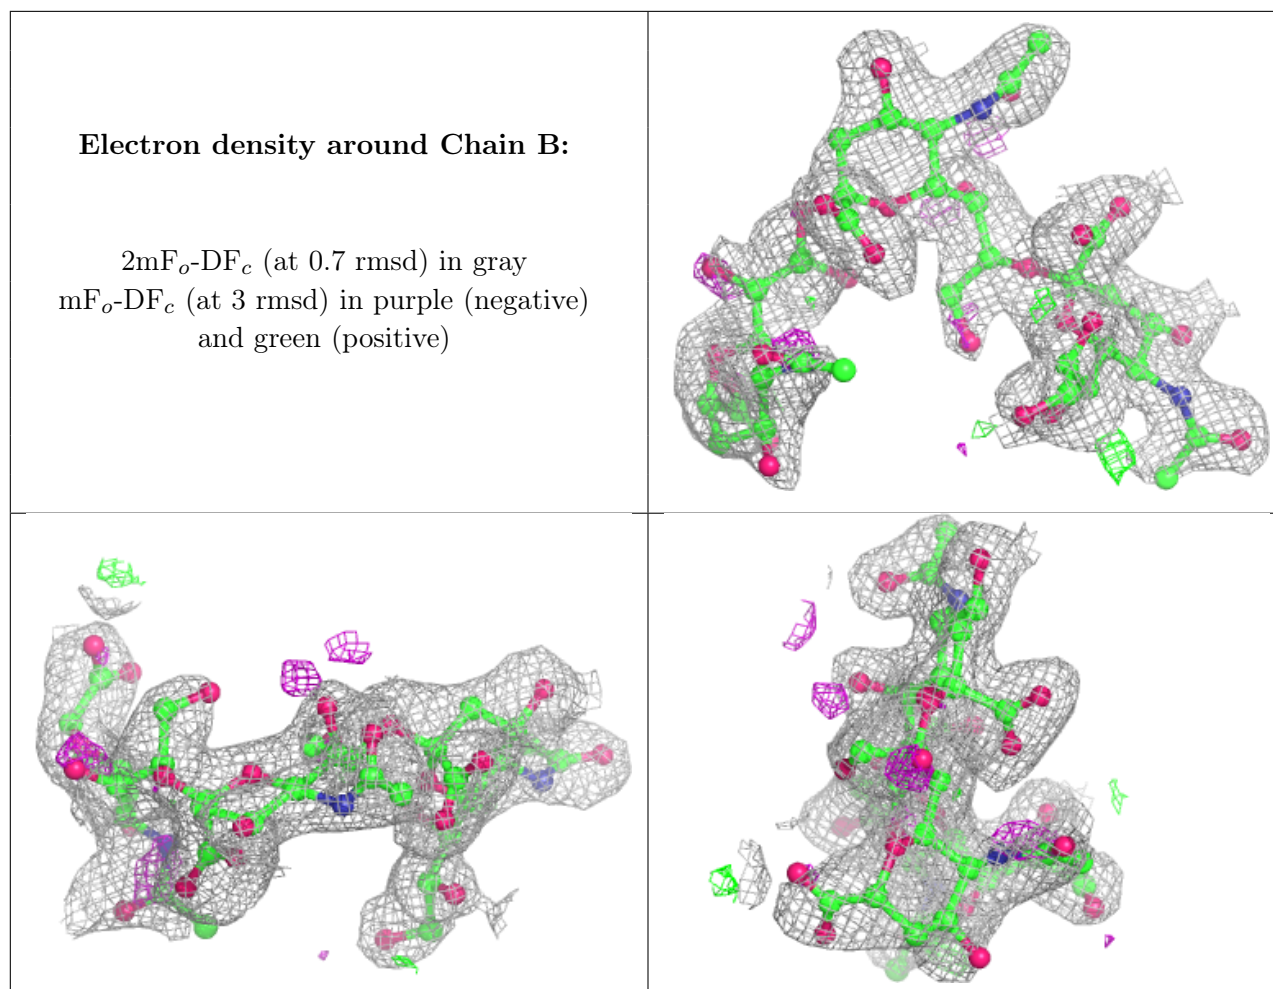 Electron density around Chain B:
2mFo-DFc (at 0.7 rmsd) in gray
mFo-DFc (at 3 rmsd) in purple (negative)
and green (positive)